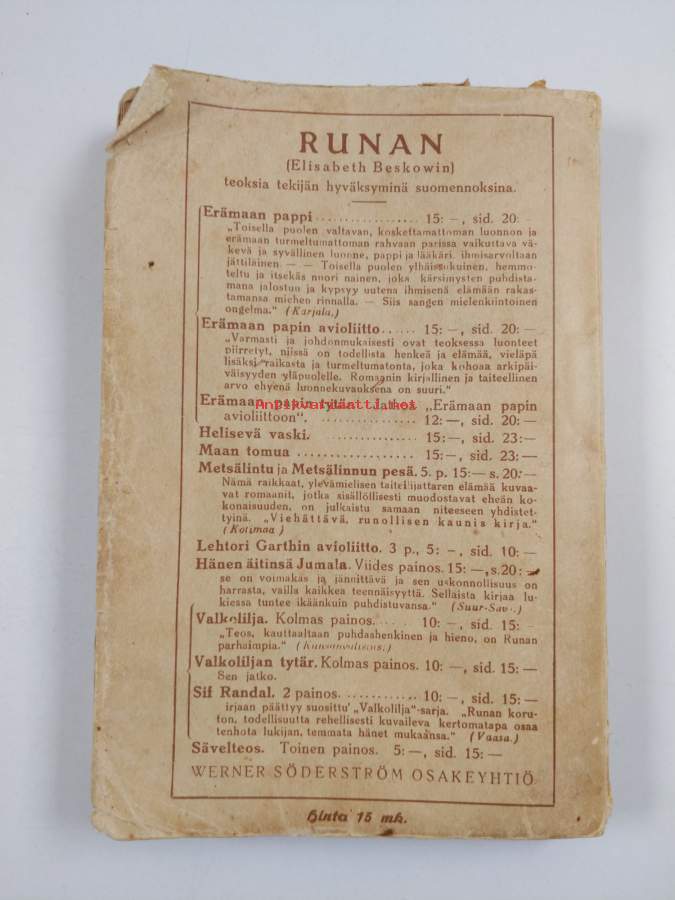 RUNAN
(Elisabeth Beskowin)
teoksia tekijän hyväksyminä suomennoksina.
Erämaan pappi ................ 15: –, sid. 20: –
„Toisella puolen valtavan, koskettamattoman luonnon ja
erämaan turmeltumattoman rahvaan parissa vaikuttava vä-
kevä ja syvällinen luonne, pappi ja lääkäri, ihmisarvoltaan
jättiläinen — — Toisella puolen ylhäissukuinen, hemmo-
teltu ja itsekäs nuori nainen, joka kärsimysten puhdista-
mana jalostuu ja kypsyy uutena ihmisenä elämään rakas-
tamansa miehen rinnalla. — Siis sangen mielenkiintoinen
ongelma." (Karjala.)
Erämaan papin avioliitto ..... 15: –, sid. 20: –
„Varmasti ja johdonmukaisesti ovat teoksessa luonteet
piirretyt, niissä on todellista henkeä ja elämää, vieläpä
lisäksi raikasta ja turmeltumatonta, joka kohoaa arkipäi-
väisyyden yläpuolelle. Romaanin kirjallinen ja taiteellinen
arvo ehyenä luonnekuvauksena on suuri."
Erämaan papin tytär. Jatkoa „Erämaan papin
avioliittoon". ................ 12: –, sid. 20: –
Helisevä vaski. ................ 15: –, sid. 23: –
Maan tomua .................. 15: –, sid. 23: –
Metsälintu ja Metsälinnun pesä. 5. p. 15: – s. 20: –
Nämä raikkaat, ylevämielisen taiteilijattaren elämää kuvaa-
vat romaanit, jotka sisällöllisesti muodostavat eheän ko-
konaisuuden, on julkaistu samaan niteeseen yhdistet-
tyinä. „Viehättävä, runollisen kaunis kirja."
(Kotimaa)
Lehtori Garthin avioliitto. 3 p., 5: –, sid. 10: –
Hänen äitinsä Jumala. Viides painos. 15: –, s. 20: –
se on voimakas ja jännittävä ja sen uskonnollisuus on
harrasta, vailla kaikkea teennäisyyttä. Sellaista kirjaa lu-
kiessa tuntee ikäänkuin puhdistuvansa." (Suur-Savo.)
Valkolilja. Kolmas painos. ..... 10: –, sid. 15: –
„Teos, kauttaaltaan puhdashenkinen ja hieno, on Runan
parhaimpia."
Valkoliljan tytär. Kolmas painos. 10: –, sid. 15: –
Sen jatko.
Sif Randal. 2 painos. ............ 10: –, sid. 15: –
irjaan päättyy suosittu „Valkolilja"-sarja. „Runan koru-
ton, todellisuutta rehellisesti kuvaileva kertomatapa osaa
tenhota lukijan, temmata hänet mukaansa." (Vaasa.)
Sävelteos. Toinen painos. 5: –, sid. 15: –
WERNER SÖDERSTRÖM OSAKEYHTIÖ
Hinta 15 mk.
Antikvariaatti.net